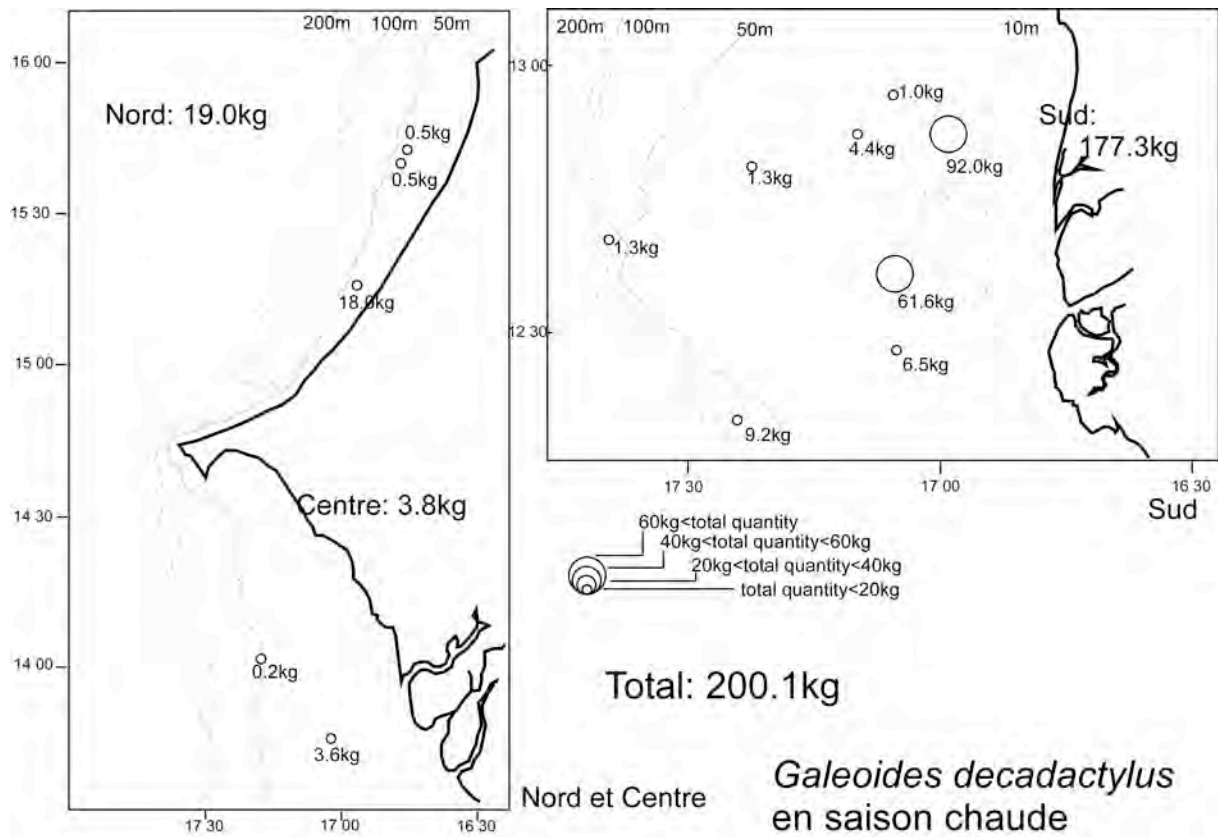 200m 100m 50m
16 00
Nord: 19.0kg
0.5kg
0.5kg
15 30
18.0kg
15 00
14 30
Centre: 3.8kg
14 00
0.2kg
3.6kg
17 30 17 00 16 30
Nord et Centre
200m 100m 50m 10m
13 00
1.0kg
Sud:
177.3kg
4.4kg
92.0kg
1.3kg
1.3kg
61.6kg
12 30
6.5kg
9.2kg
17 30 17 00 16 30
Sud
60kg<total quantity
40kg<total quantity<60kg
20kg<total quantity<40kg
total quantity<20kg
Total: 200.1kg
Galeoides decadactylus
en saison chaude